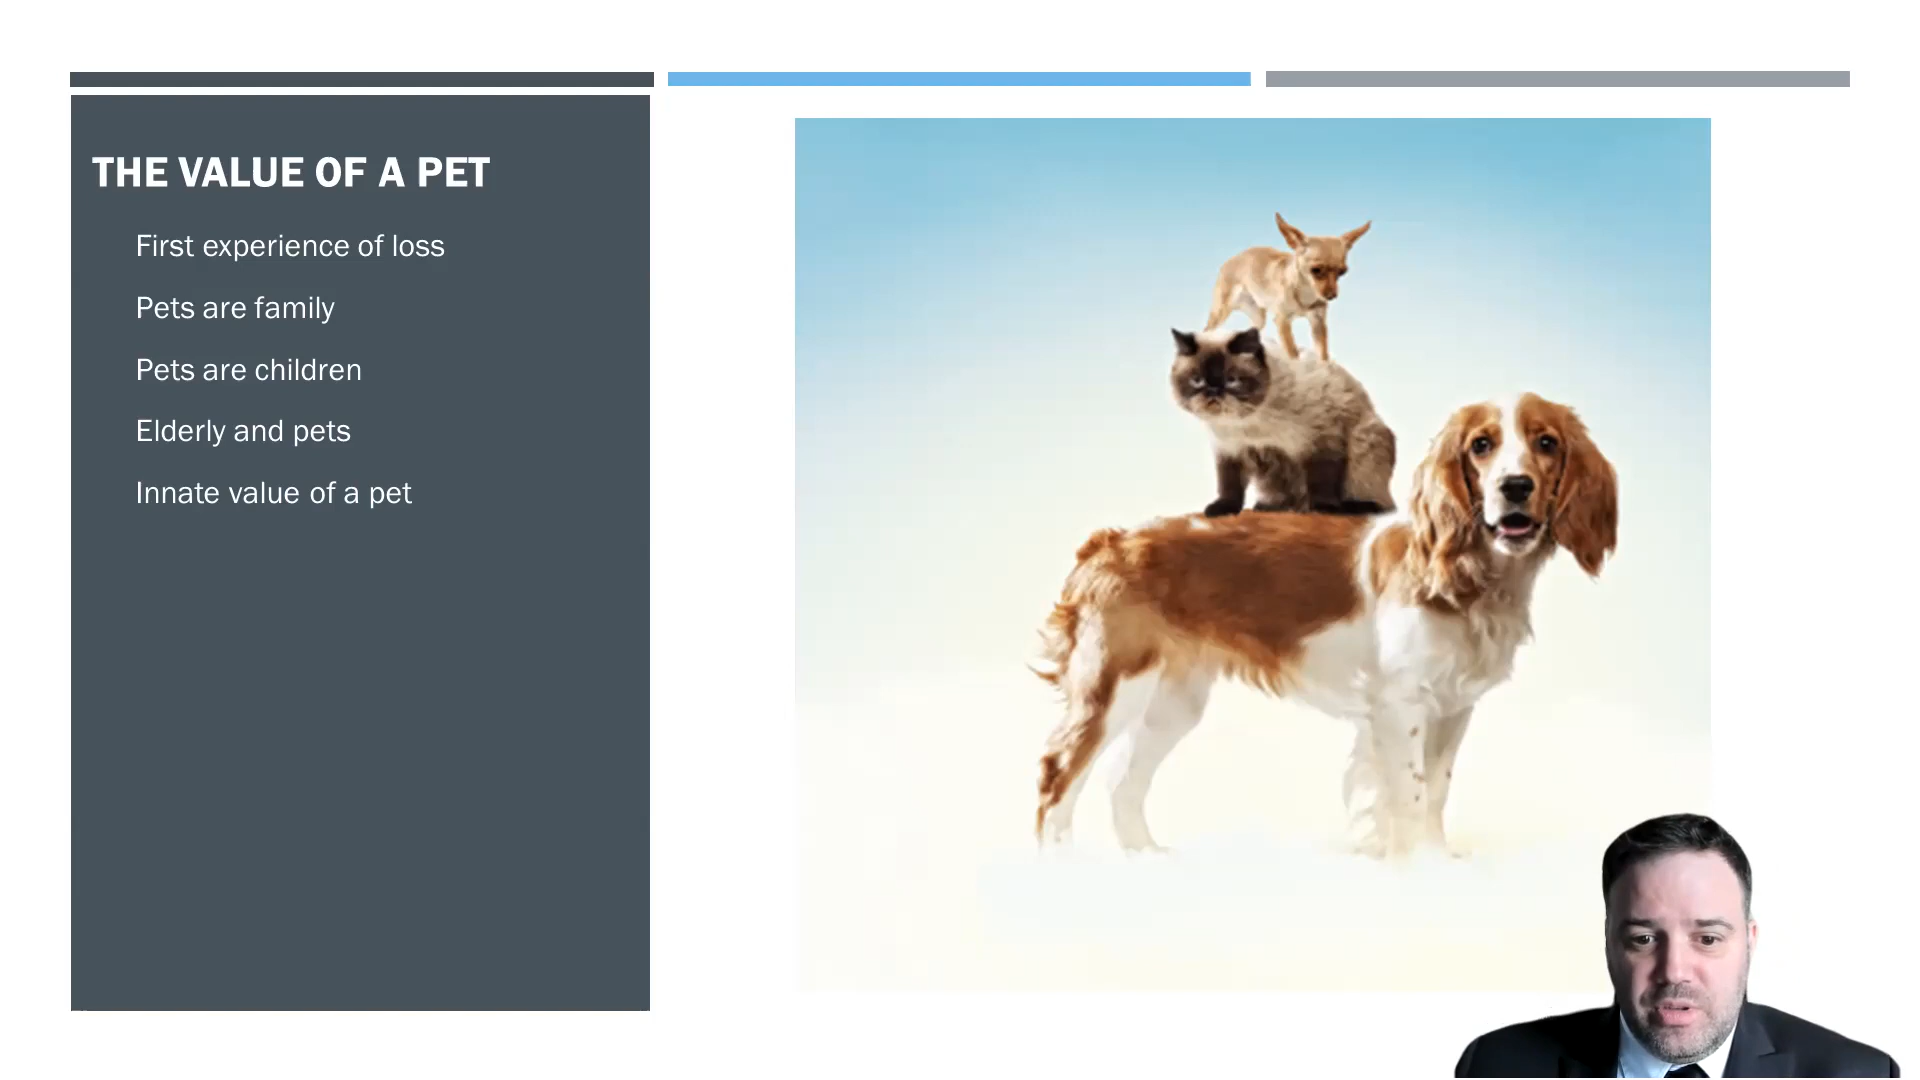 THE VALUE OF A PET
First experience of loss
Pets are family
Pets are children
Elderly and pets
Innate value of a pet